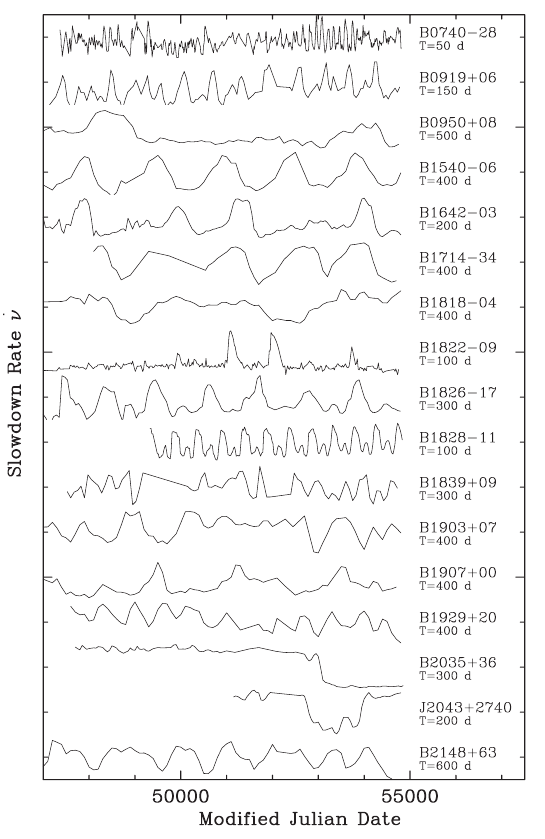 B0740−28
T=50 d
B0919+06
T=150 d
B0950+08
T=500 d
B1540−06
T=400 d
B1642−03
T=200 d
B1714−34
T=400 d
B1818−04
T=400 d
B1822−09
T=100 d
B1826−17
T=300 d
B1828−11
T=100 d
B1839+09
T=300 d
B1903+07
T=400 d
B1907+00
T=400 d
B1929+20
T=400 d
B2035+36
T=300 d
J2043+2740
T=200 d
B2148+63
T=600 d
Slowdown Rate ν̇
50000 55000
Modified Julian Date